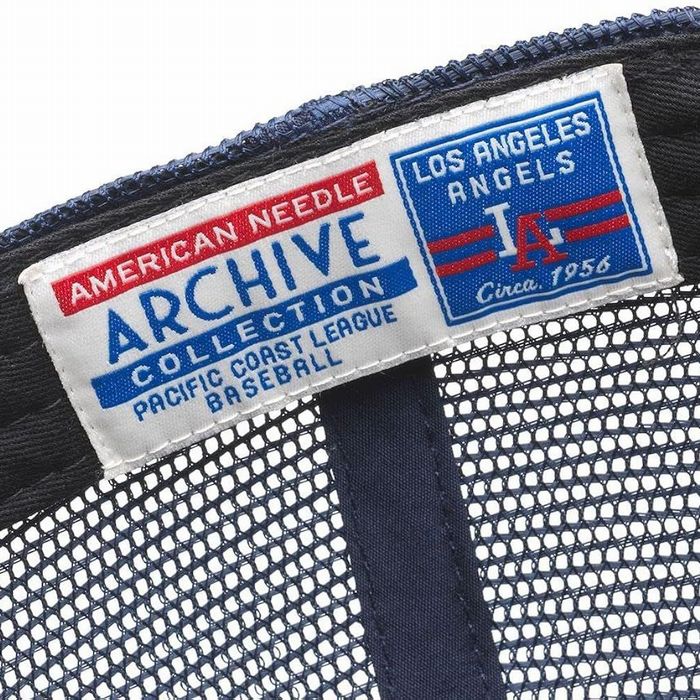 AMERICAN NEEDLE
ARCHIVE
COLLECTION
PACIFIC COAST LEAGUE
BASEBALL
LOS ANGELES
ANGELS
LA
Circa. 1956